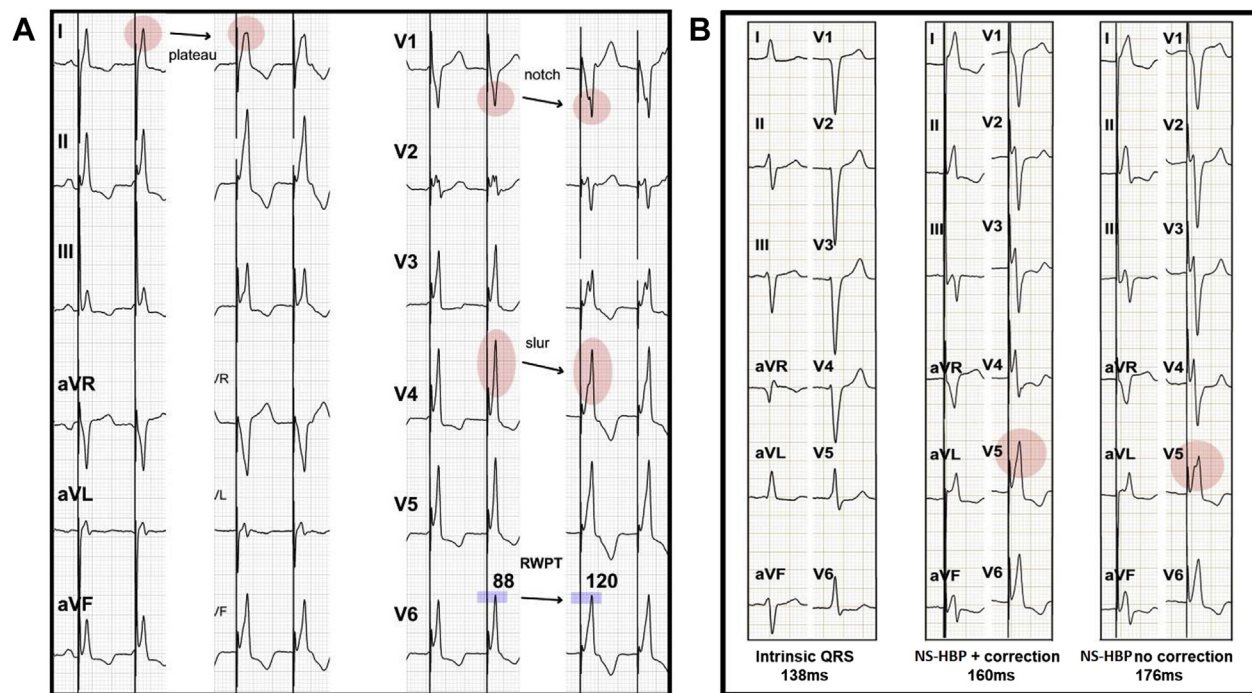 A
I
plateau
II
III
aVR
VR
aVL
VL
aVF
VF
V1
notch
V2
V3
slur
V4
V5
RWPT
88
120
V6
B
I
V1
II
V2
III
V3
aVR
V4
aVL
V5
aVF
V6
Intrinsic QRS
138ms
I
V1
II
V2
III
V3
aVR
V4
aVL
V5
aVF
V6
NS-HBP + correction
160ms
I
V1
II
V2
III
V3
aVR
V4
aVL
V5
aVF
V6
NS-HBP no correction
176ms